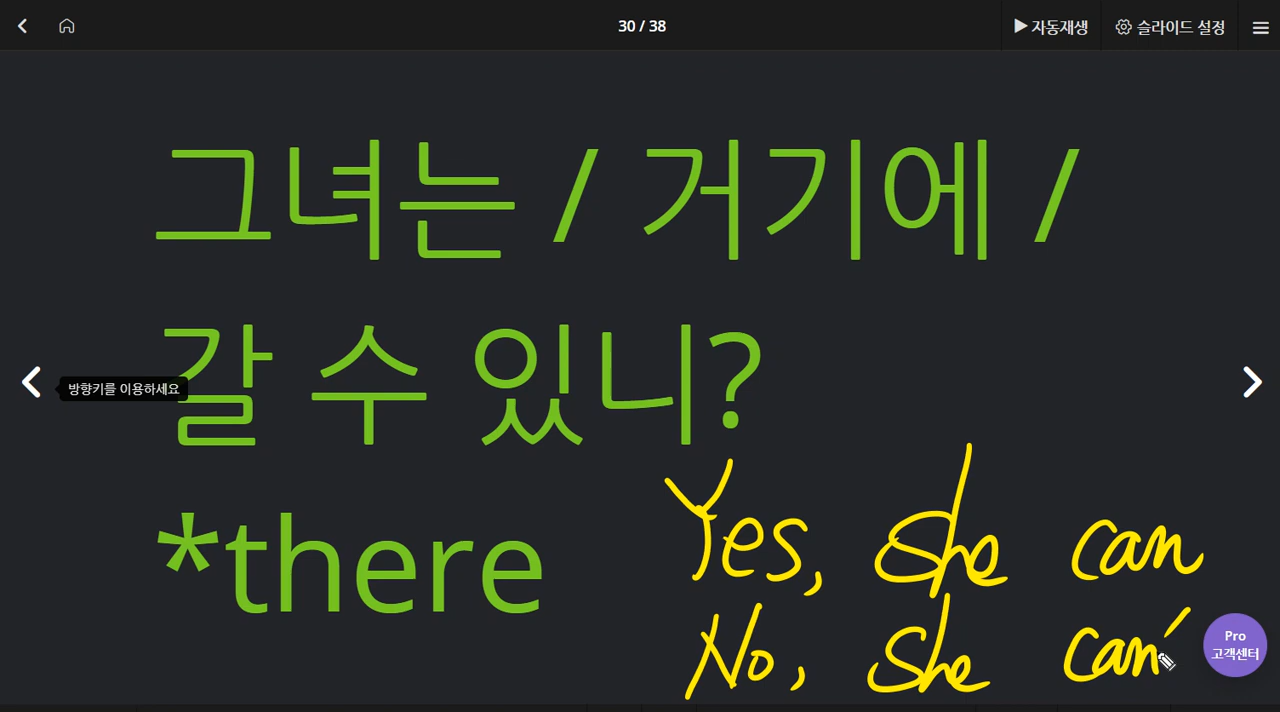 30 / 38
자동재생
슬라이드 설정
그녀는 / 거기에 /
갈 수 있니?
방향키를 이용하세요
*there
Yes, she can
No, she can'
Pro
고객센터